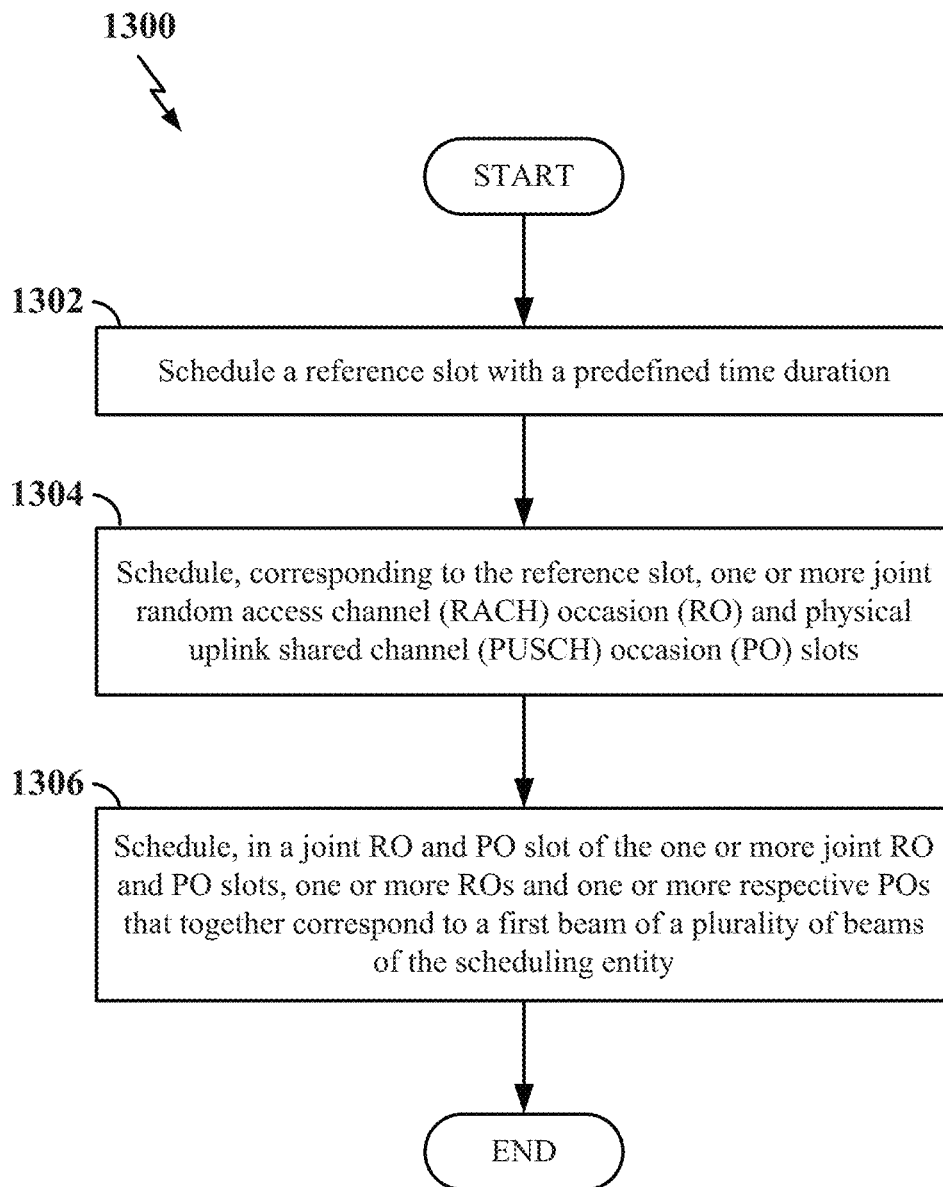 1300
START
1302
Schedule a reference slot with a predefined time duration
1304
Schedule, corresponding to the reference slot, one or more joint
random access channel (RACH) occasion (RO) and physical
uplink shared channel (PUSCH) occasion (PO) slots
1306
Schedule, in a joint RO and PO slot of the one or more joint RO
and PO slots, one or more ROs and one or more respective POs
that together correspond to a first beam of a plurality of beams
of the scheduling entity
END